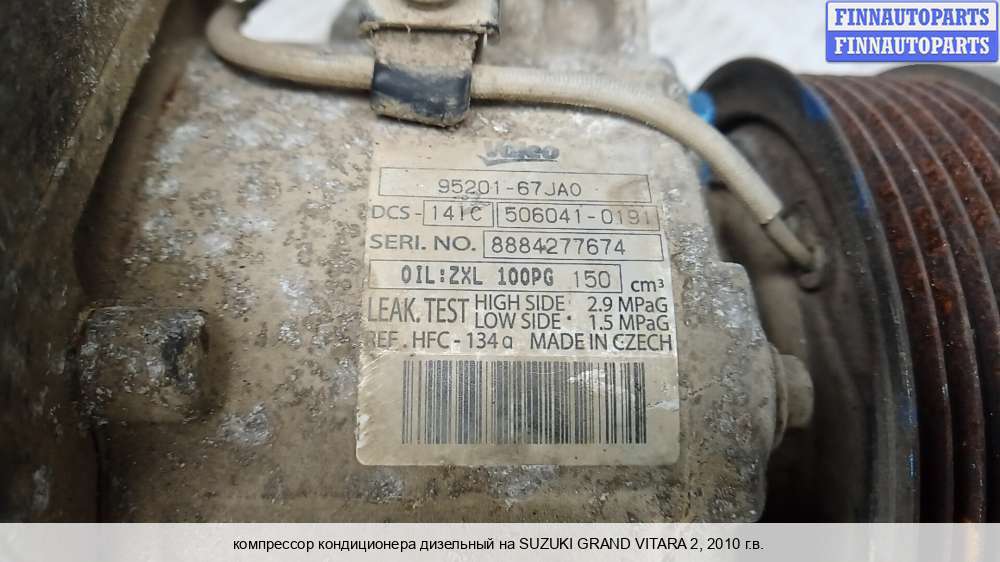 FINNAUTOPARTS
FINNAUTOPARTS
Valeo
95201-67JA0
DCS - 141C 506041-0191
SERI. NO. 8884277674
OIL:ZXL 100PG 150 cm³
LEAK. TEST HIGH SIDE: 2.9 MPaG
LOW SIDE: 1.5 MPaG
REF. HFC - 134a MADE IN CZECH
компрессор кондиционера дизельный на SUZUKI GRAND VITARA 2, 2010 г.в.